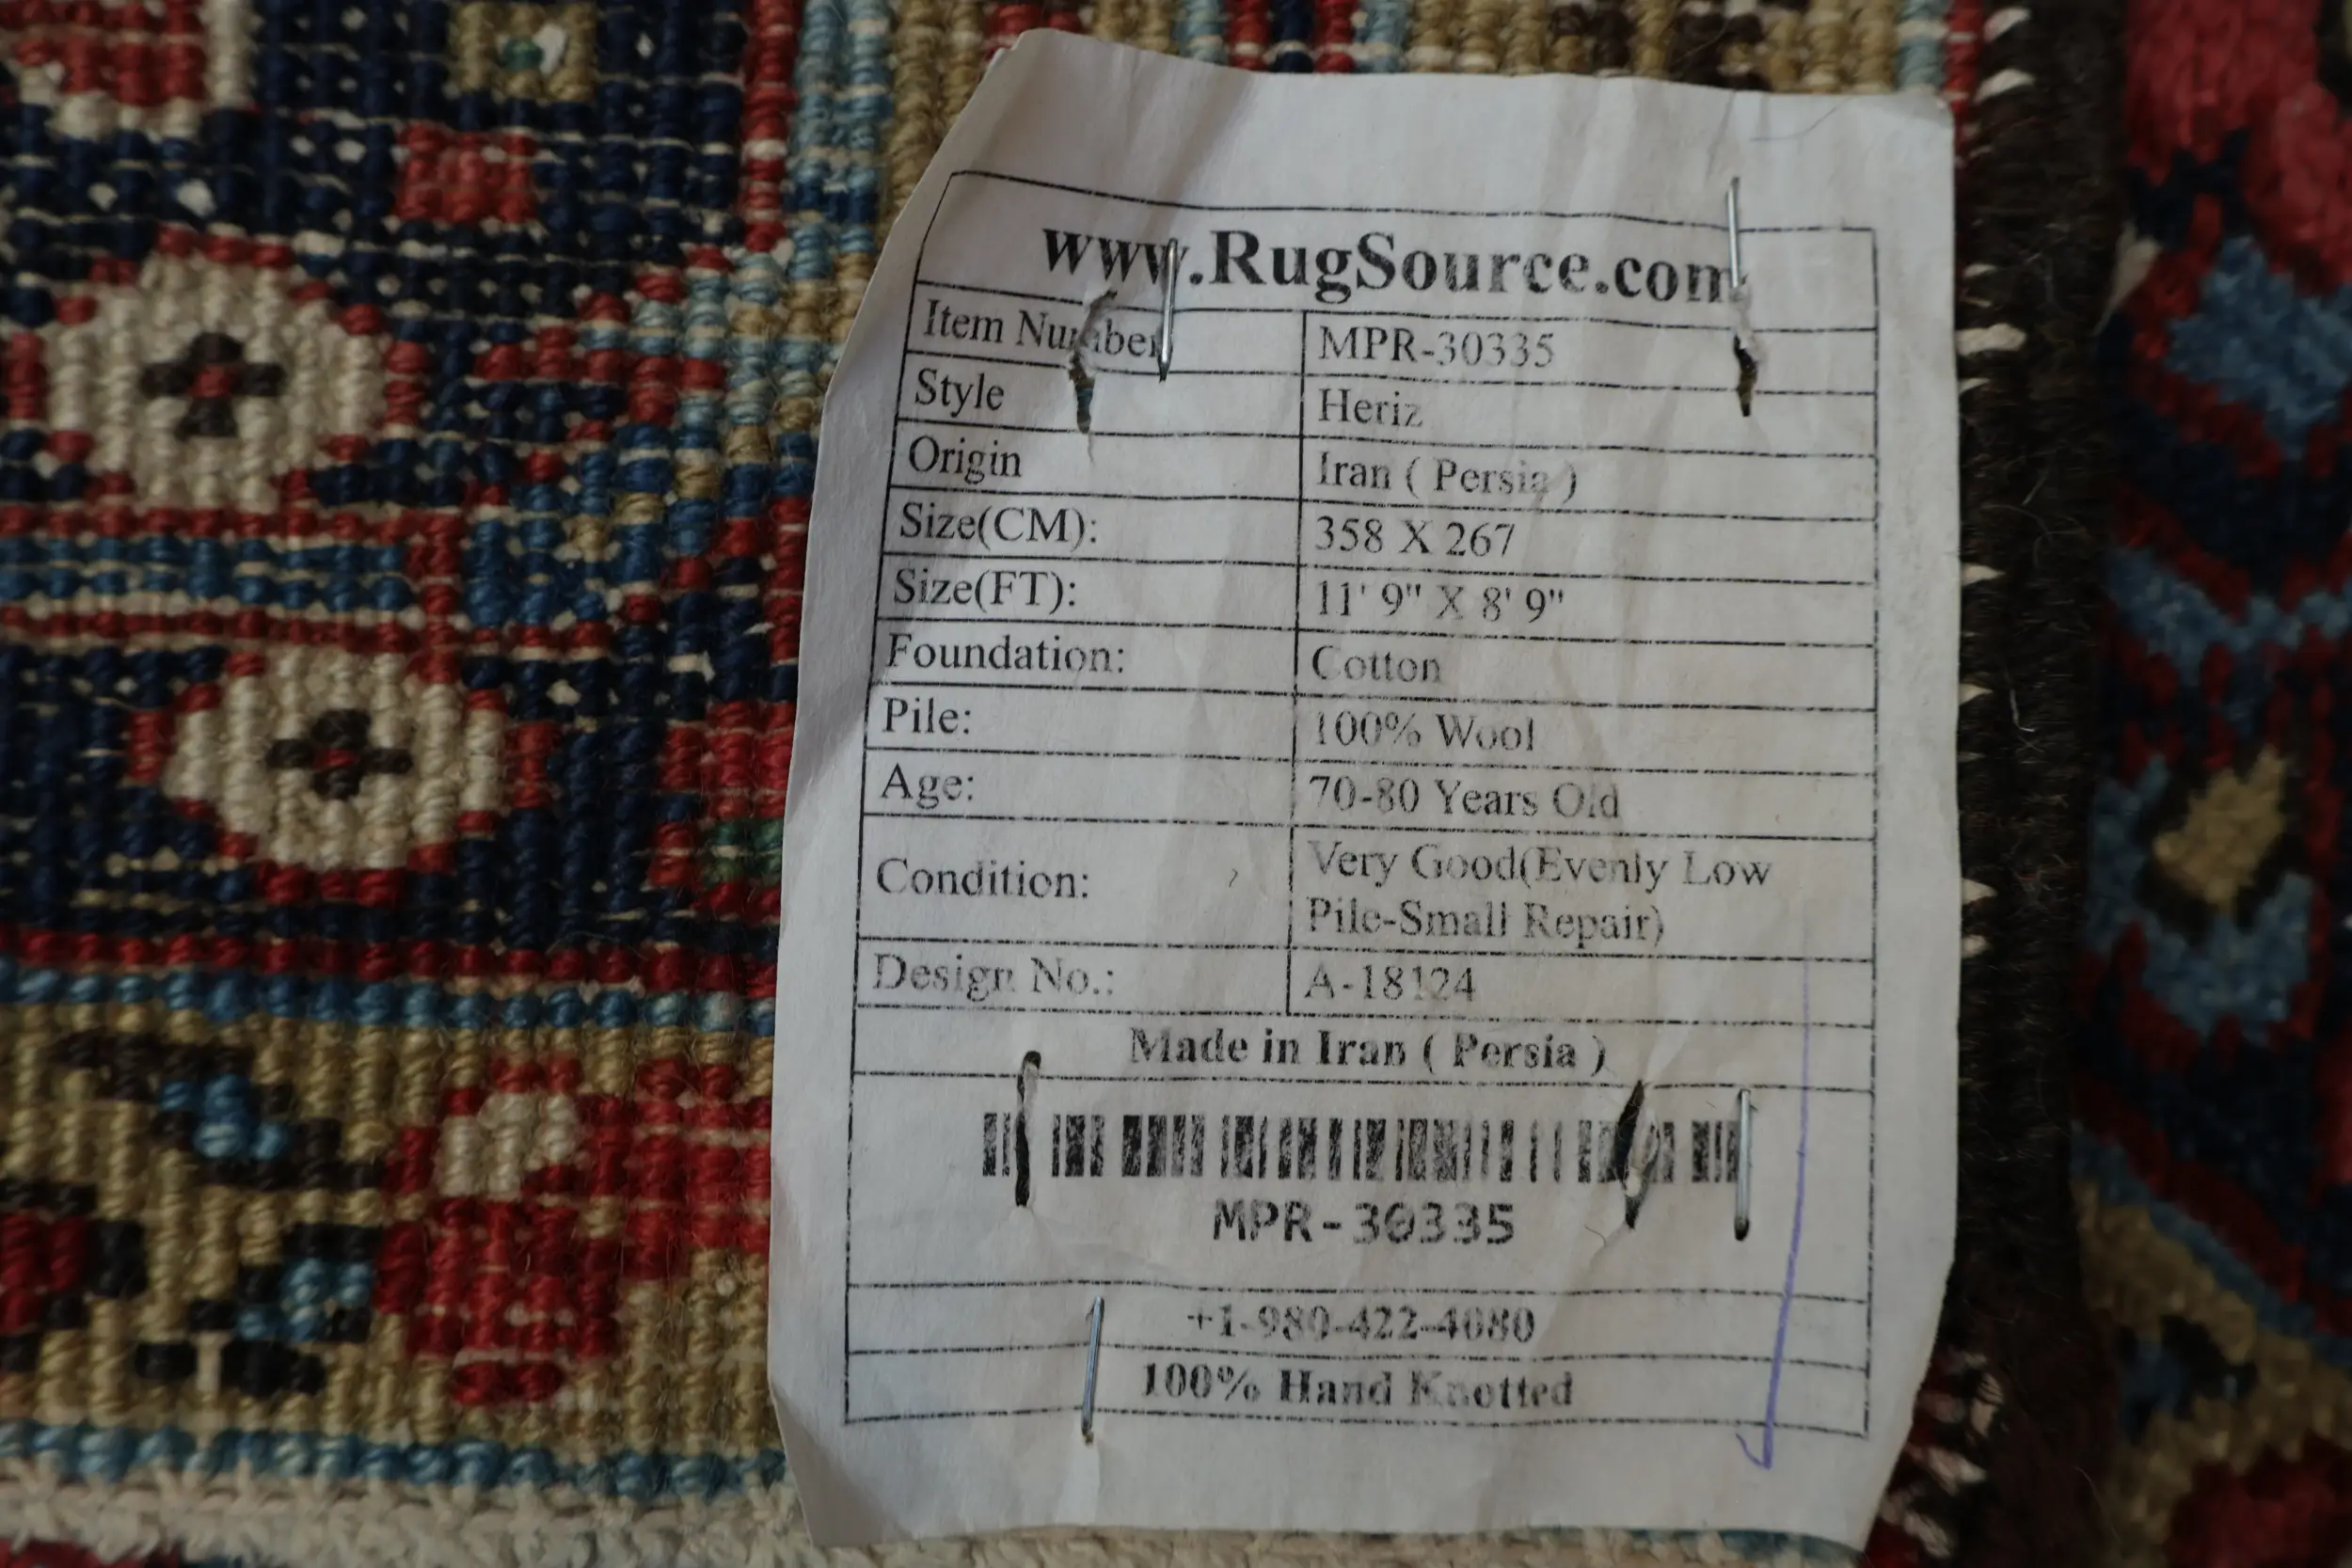 www.RugSource.com
Item Number MPR-30335
Style Heriz
Origin Iran ( Persia )
Size(CM): 358 X 267
Size(FT): 11' 9" X 8' 9"
Foundation: Cotton
Pile: 100% Wool
Age: 70-80 Years Old
Condition: Very Good(Evenly Low
Pile-Small Repair)
Design No.: A-18124
Made in Iran ( Persia )
MPR-30335
+1-980-422-4080
100% Hand Knotted